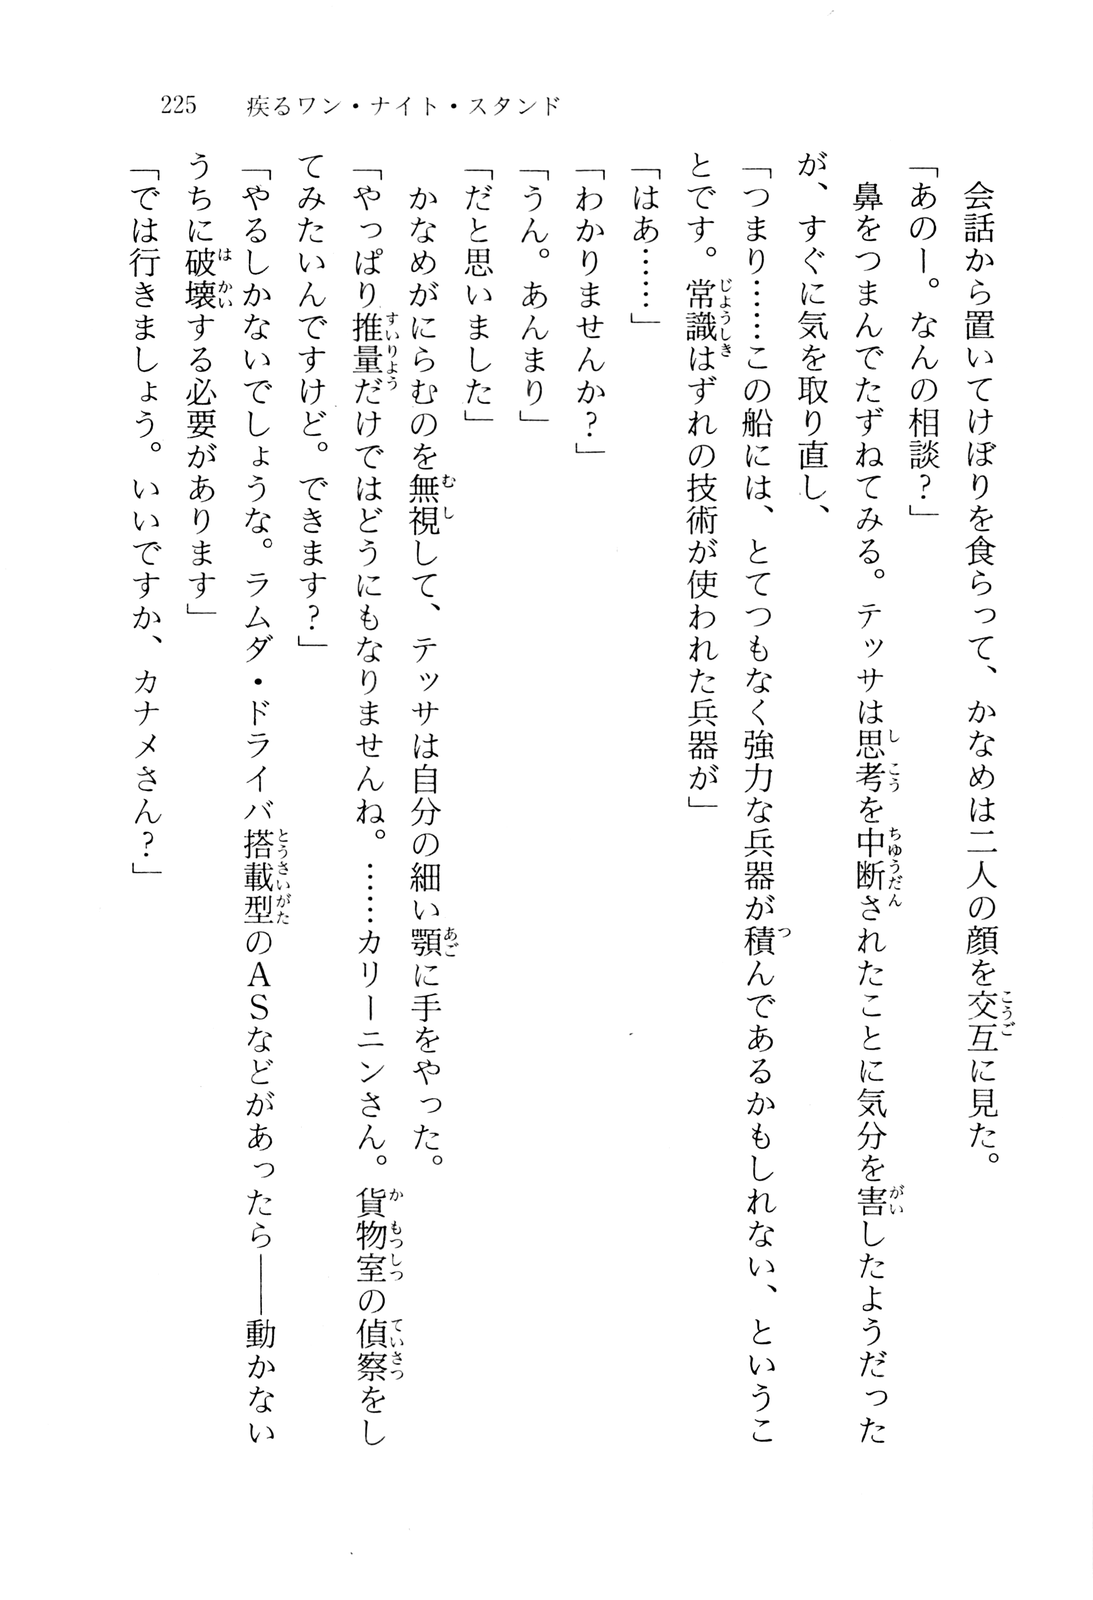 225　疾るワン・ナイト・スタンド
　会話から置いてけぼりを食らって、かなめは二人の顔を交互に見た。
「あのー。なんの相談？」
　鼻をつまんでたずねてみる。テッサは思考を中断されたことに気分を害したようだった
が、すぐに気を取り直し、
「つまり……この船には、とてつもなく強力な兵器が積んであるかもしれない、というこ
とです。常識はずれの技術が使われた兵器が」
「はあ……」
「わかりませんか？」
「うん。あんまり」
「だと思いました」
　かなめがにらむのを無視して、テッサは自分の細い顎に手をやった。
「やっぱり推量だけではどうにもなりませんね。……カリーニンさん。貨物室の偵察をし
てみたいんですけど。できます？」
「やるしかないでしょうな。ラムダ・ドライバ搭載型のＡＳなどがあったら――動かない
うちに破壊する必要があります」
「では行きましょう。いいですか、カナメさん？」